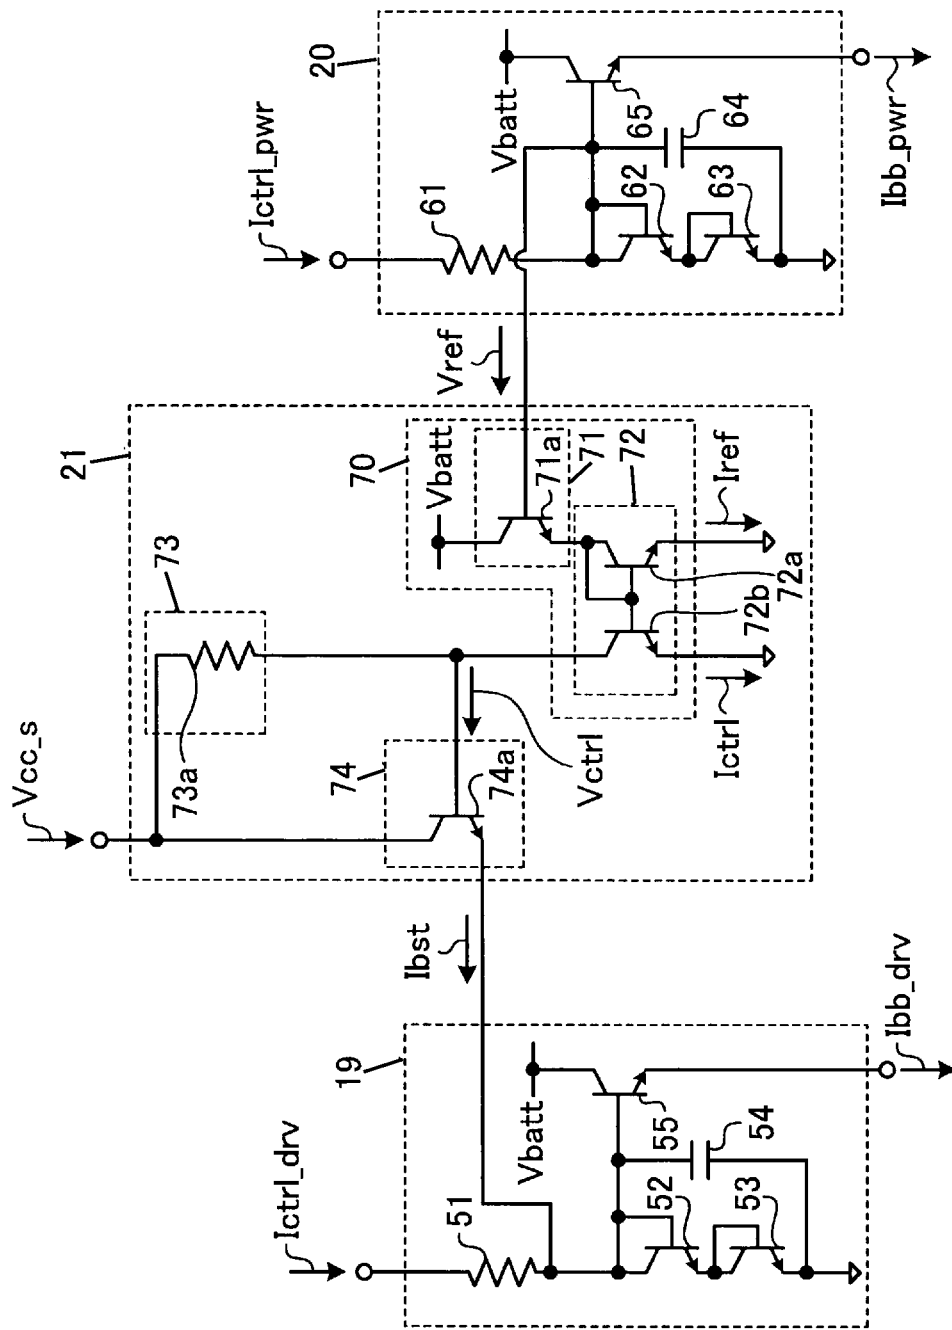 Ictrl_drv
19
51
Vbatt
52
53
54
55
Ibb_drv
Ibst
Vcc_s
21
73
73a
74
74a
Vctrl
70
Vbatt
71a
71
72
72b
72a
Ictrl
Iref
Vref
Ictrl_pwr
20
61
Vbatt
62
63
64
65
Ibb_pwr